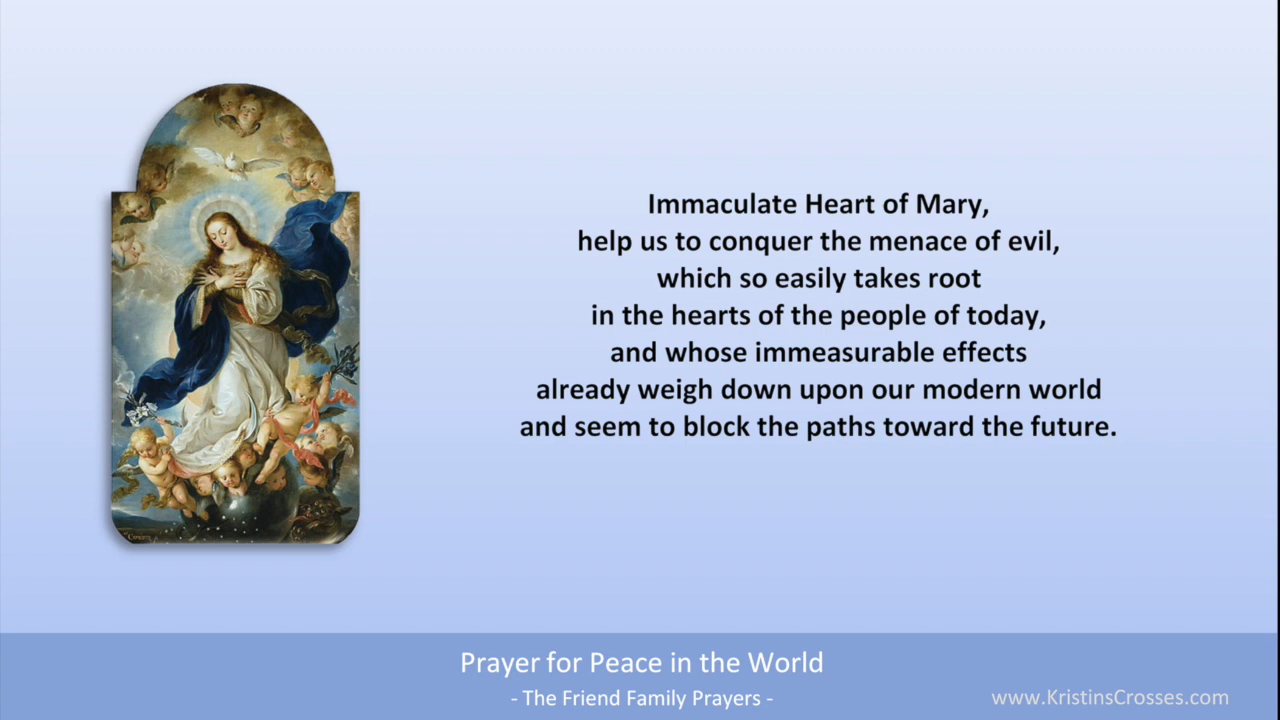 Immaculate Heart of Mary,
help us to conquer the menace of evil,
which so easily takes root
in the hearts of the people of today,
and whose immeasurable effects
already weigh down upon our modern world
and seem to block the paths toward the future.
Prayer for Peace in the World
- The Friend Family Prayers -
www.KristinsCrosses.com